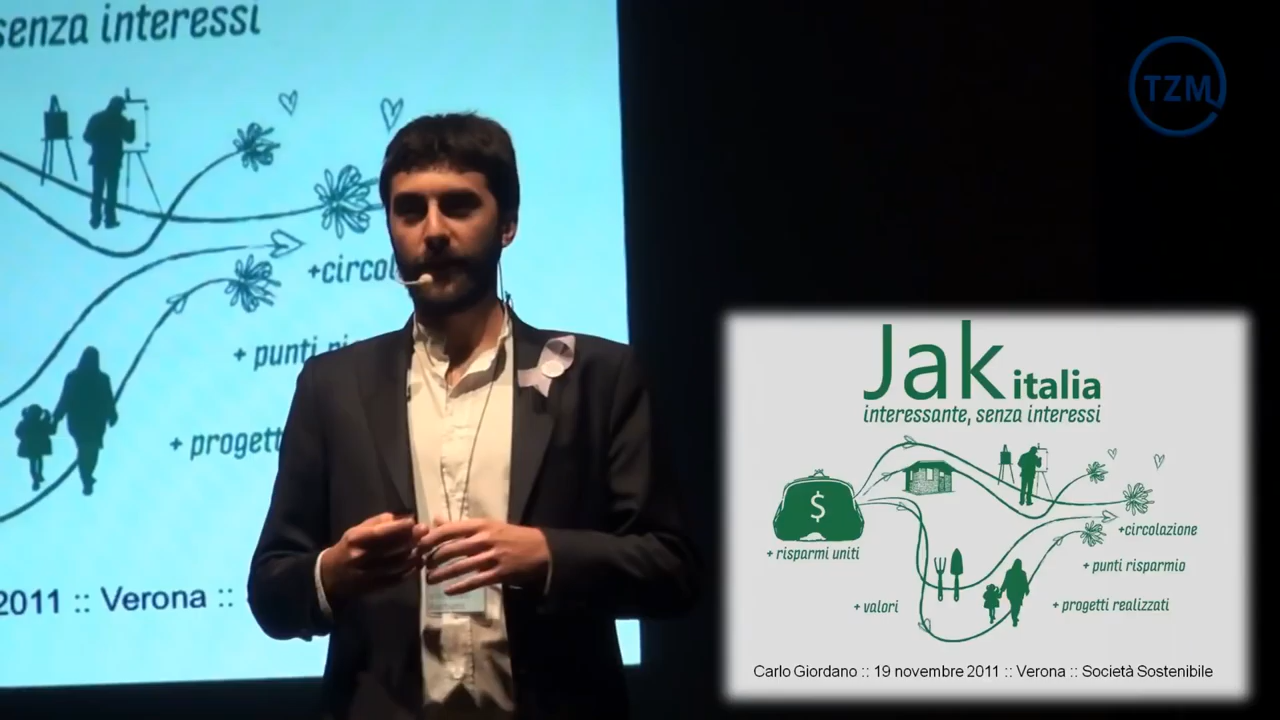 senza interessi
+circol
+ punti ri
+ progett
2011 :: Verona ::
TZM
Jak italia
interessante, senza interessi
$
+ risparmi uniti
+circolazione
+ punti risparmio
+ valori
+ progetti realizzati
Carlo Giordano :: 19 novembre 2011 :: Verona :: Società Sostenibile